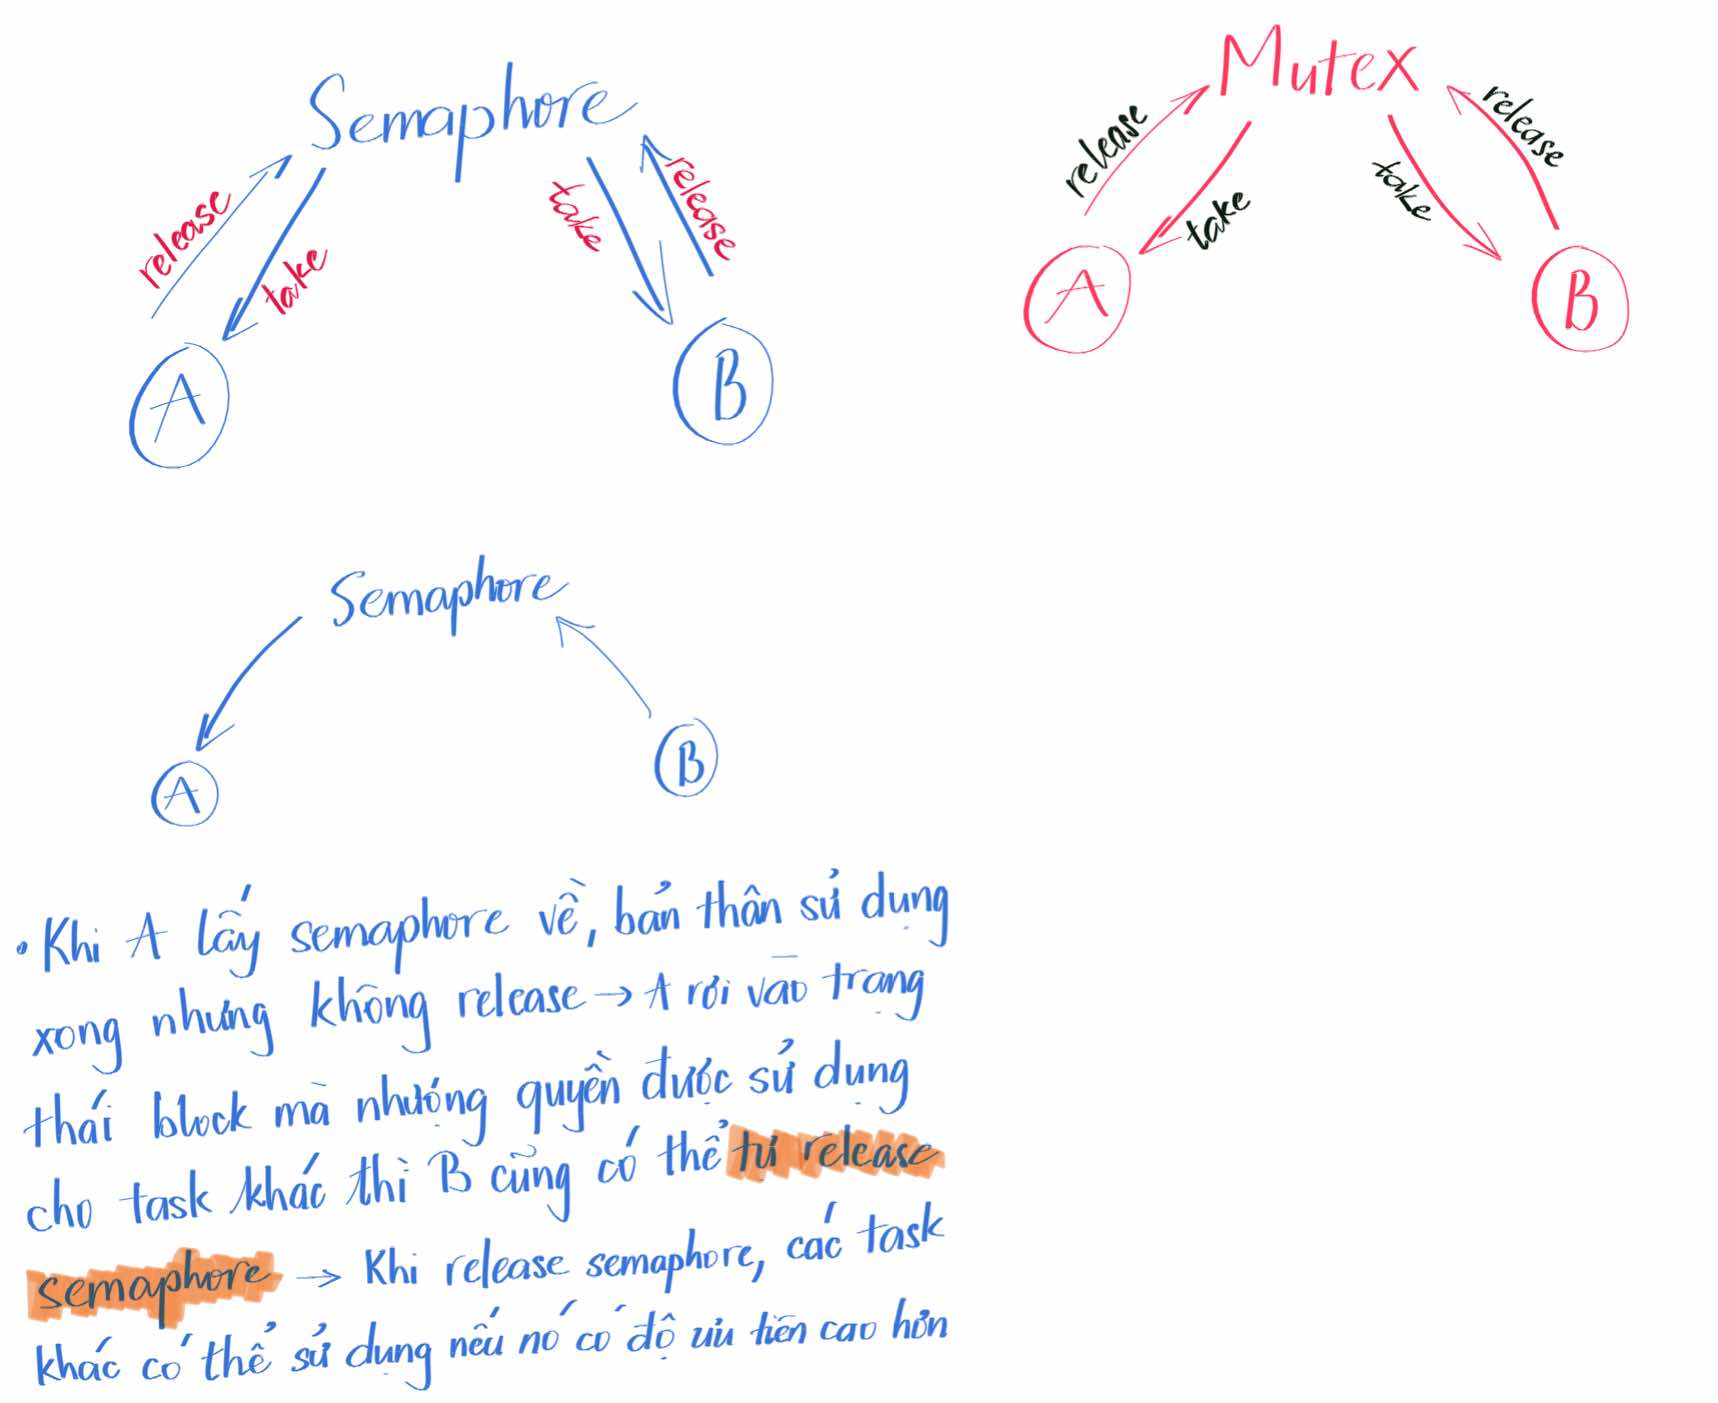 Semaphore
release
take
take
release
A
B
Mutex
release
take
take
release
A
B
Semaphore
A
B
• Khi A lấy semaphore về, bản thân sử dụng
xong nhưng không release → A rơi vào trạng
thái block mà nhường quyền được sử dụng
cho task khác thì B cũng có thể tự release
semaphore → Khi release semaphore, các task
khác có thể sử dụng nếu nó có độ ưu tiên cao hơn